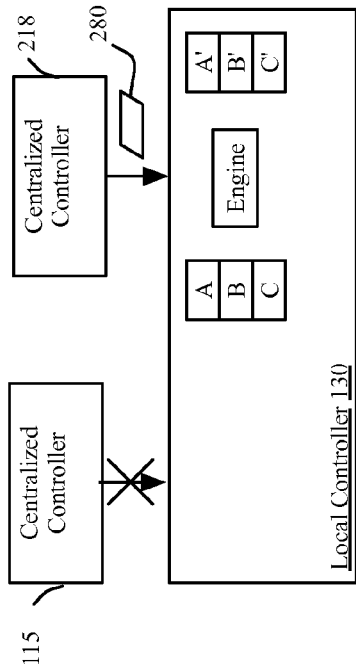 115
Centralized
Controller
218
Centralized
Controller
280
A
B
C
Engine
A'
B'
C'
Local Controller 130